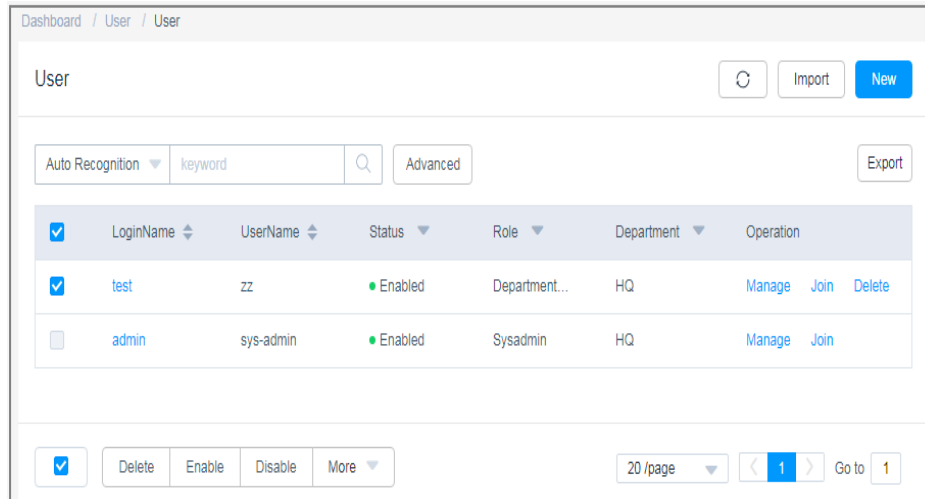 Dashboard / User / User
User Import New
Auto Recognition keyword Advanced Export
LoginName UserName Status Role Department Operation
test zz Enabled Department... HQ Manage Join Delete
admin sys-admin Enabled Sysadmin HQ Manage Join
Delete Enable Disable More 20 /page 1 Go to 1